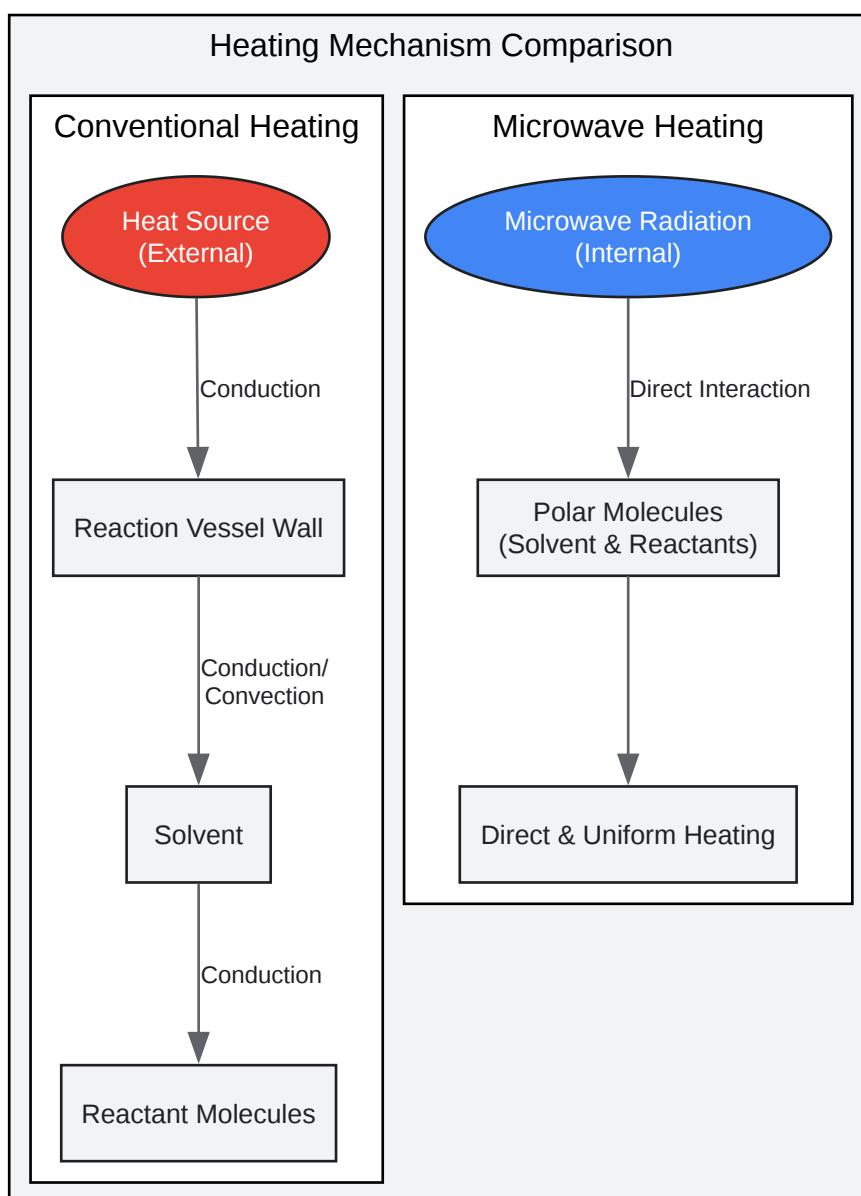 Heating Mechanism Comparison
Conventional Heating
Heat Source
(External)
Conduction
Reaction Vessel Wall
Conduction/
Convection
Solvent
Conduction
Reactant Molecules
Microwave Heating
Microwave Radiation
(Internal)
Direct Interaction
Polar Molecules
(Solvent & Reactants)
Direct & Uniform Heating